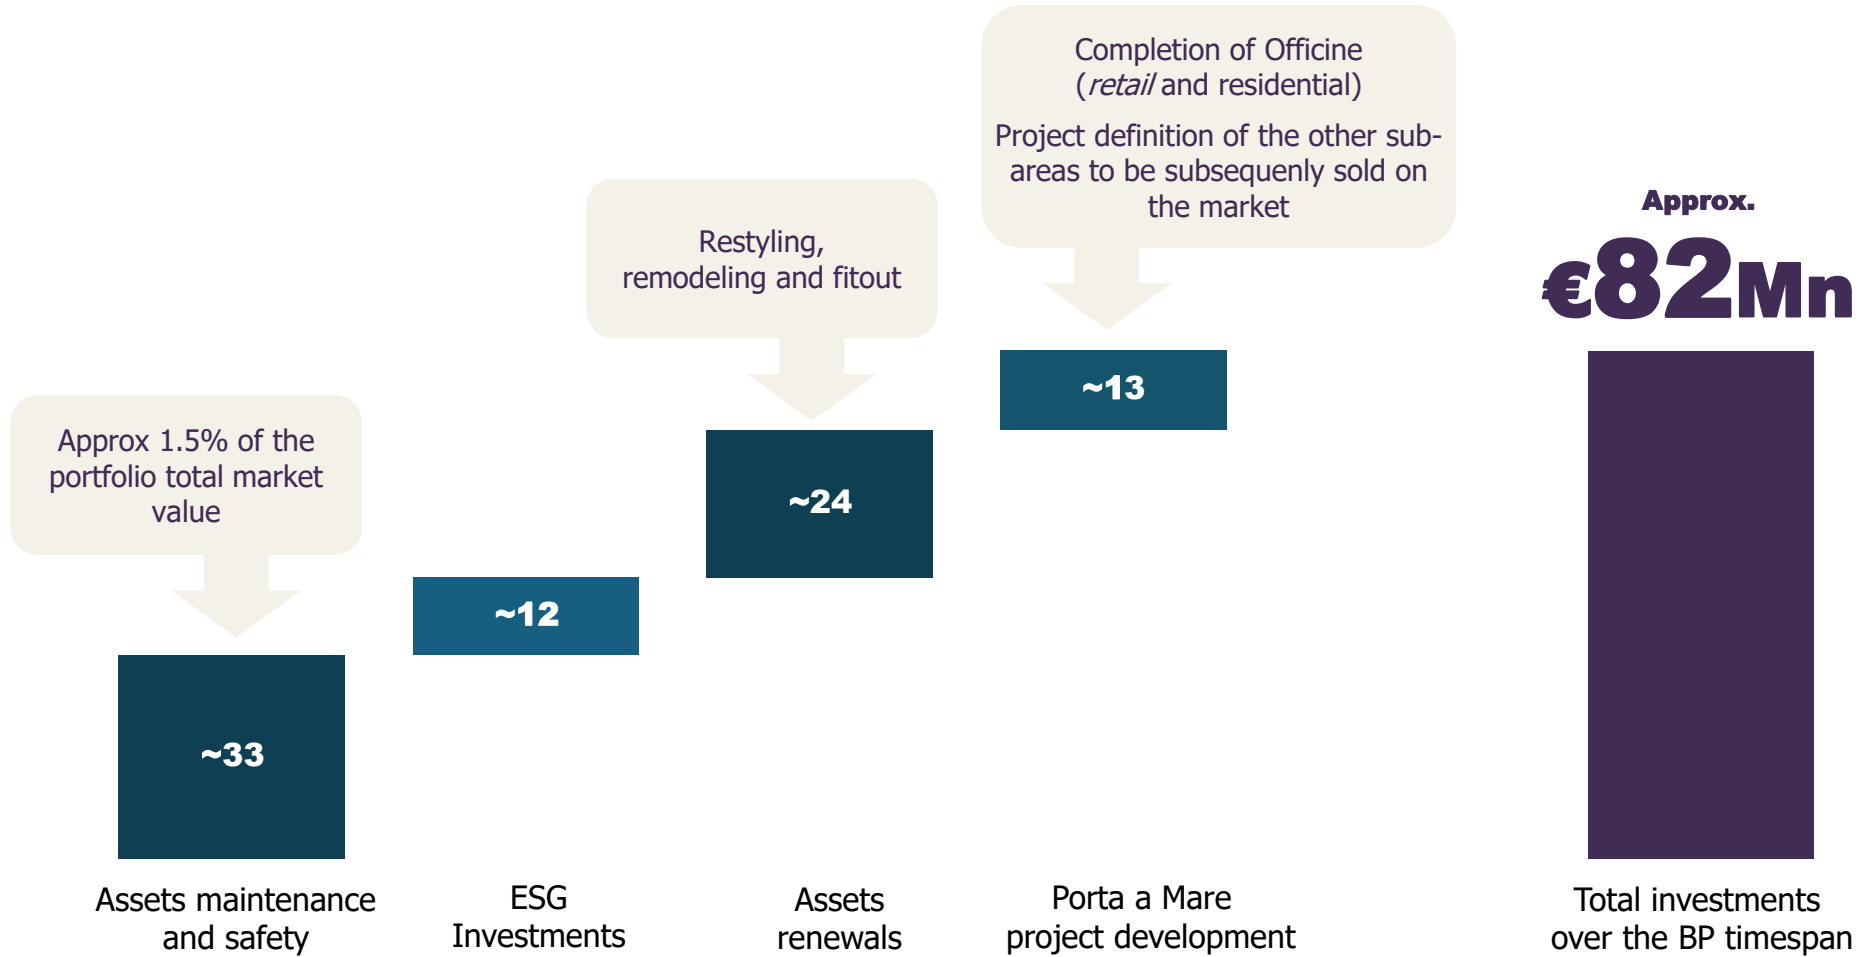 Completion of Officine
(retail and residential)
Project definition of the other sub-
areas to be subsequenly sold on
the market
Approx.
€82Mn
Restyling,
remodeling and fitout
~13
Approx 1.5% of the
portfolio total market
value
~24
~12
~33
Assets maintenance
and safety
ESG
Investments
Assets
renewals
Porta a Mare
project development
Total investments
over the BP timespan